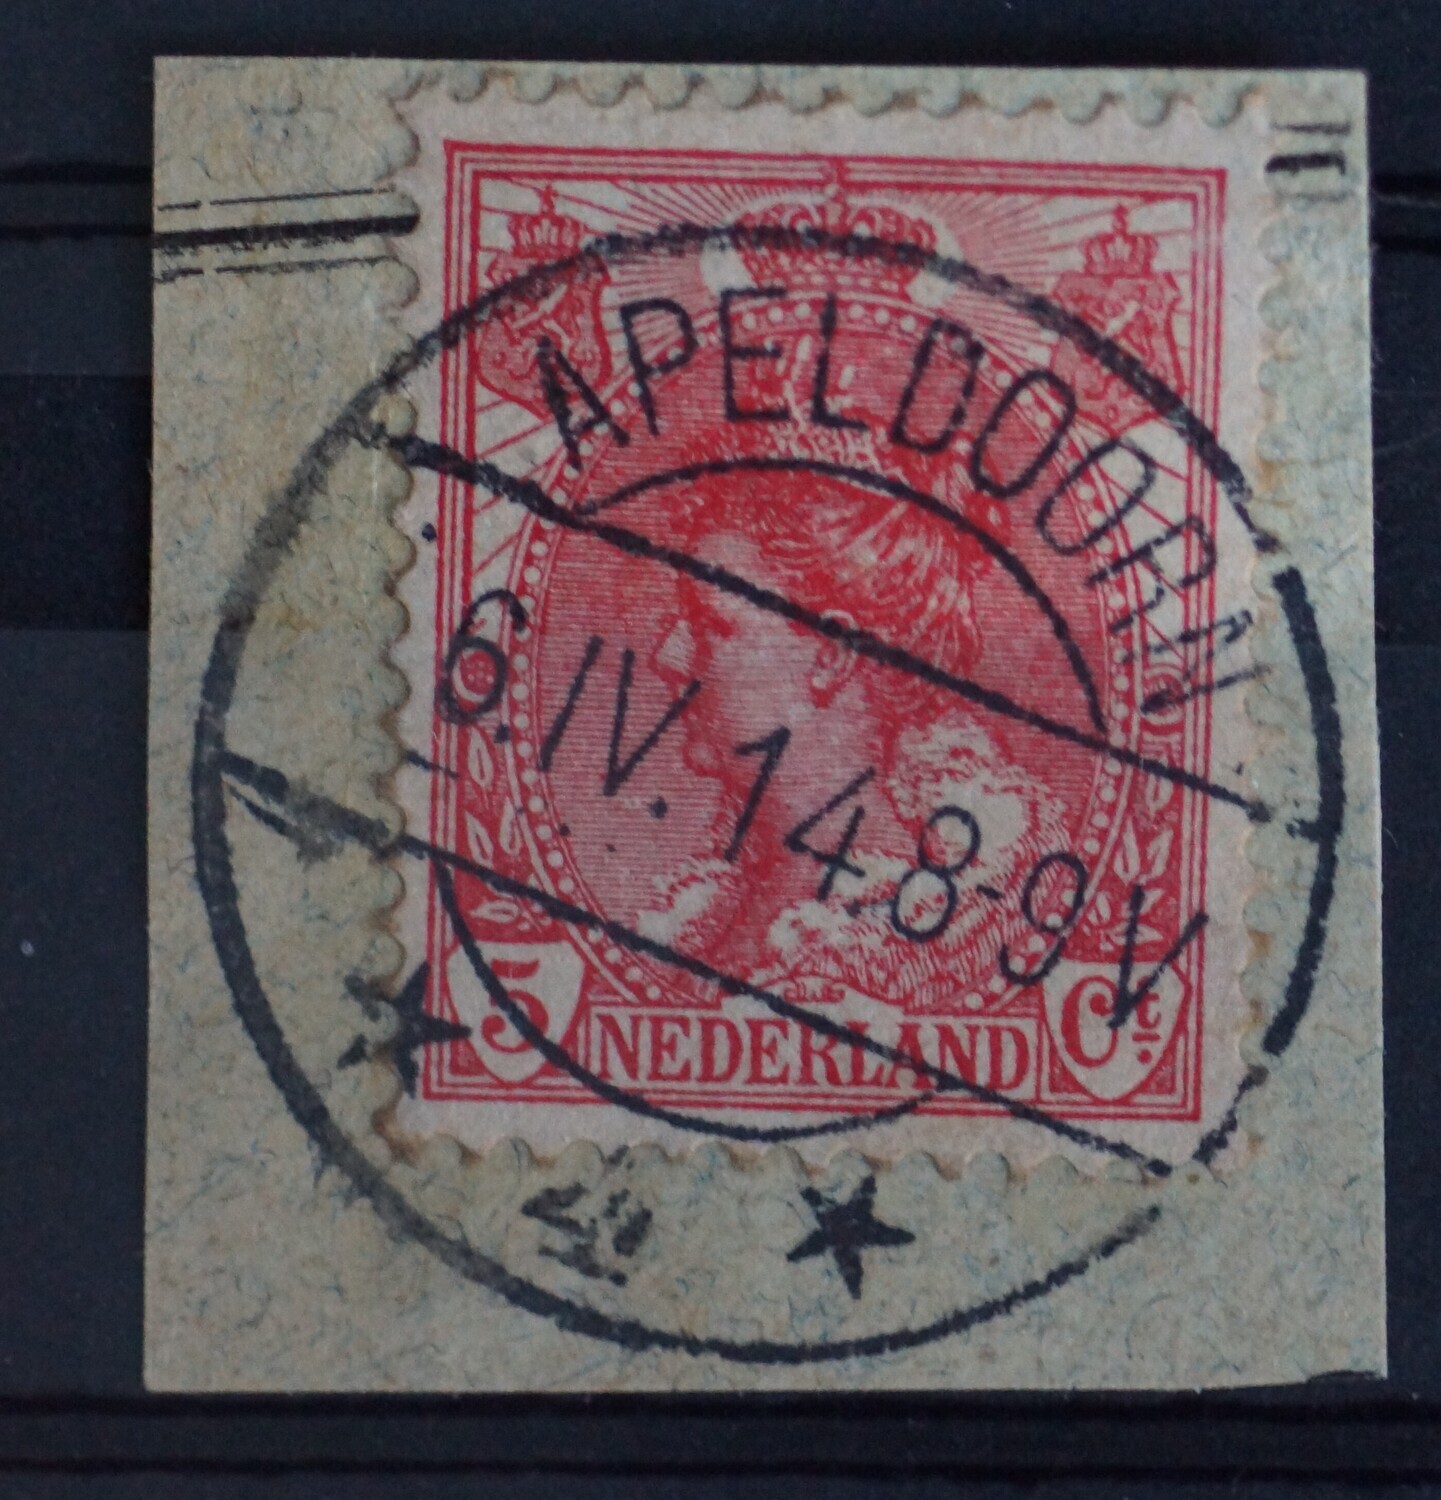 APELDOORN
6.IV.14.8-9V
5 NEDERLAND Ct.